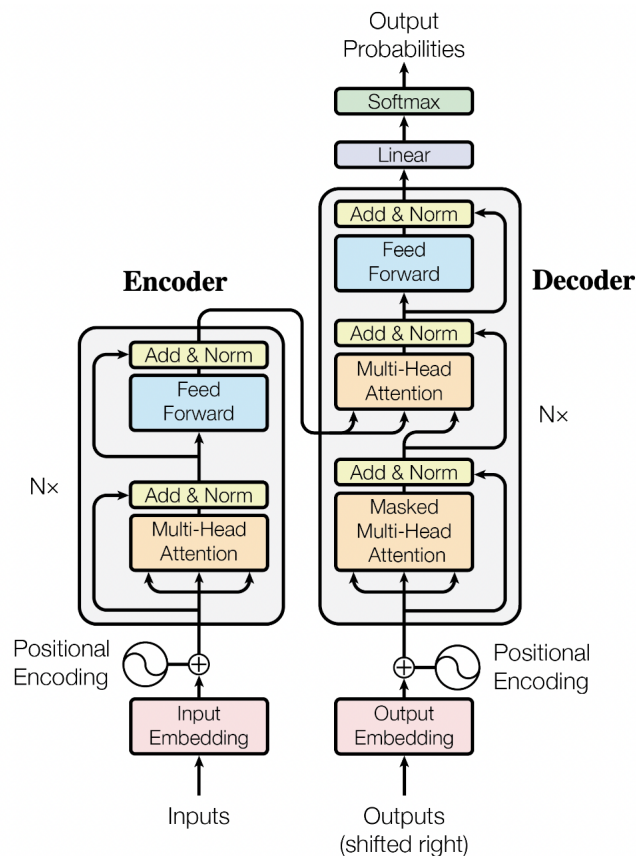 Output
Probabilities
Softmax
Linear
Add & Norm
Feed
Forward
Add & Norm
Multi-Head
Attention
Add & Norm
Masked
Multi-Head
Attention
Decoder
N×
Encoder
Add & Norm
Feed
Forward
Add & Norm
Multi-Head
Attention
N×
Positional
Encoding
Positional
Encoding
Input
Embedding
Output
Embedding
Inputs
Outputs
(shifted right)